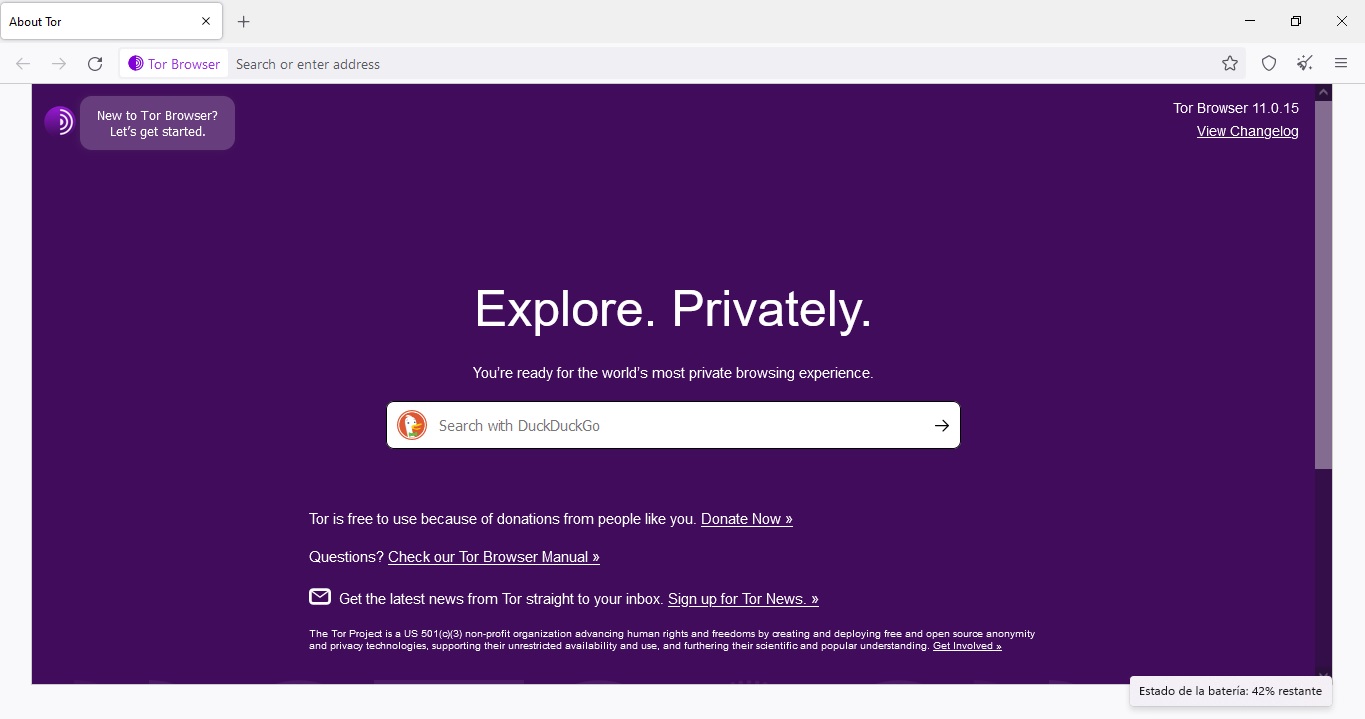 About Tor
Tor Browser
Search or enter address
New to Tor Browser?
Let's get started.
Tor Browser 11.0.15
View Changelog
Explore. Privately.
You're ready for the world's most private browsing experience.
Search with DuckDuckGo
Tor is free to use because of donations from people like you. Donate Now »
Questions? Check our Tor Browser Manual »
Get the latest news from Tor straight to your inbox. Sign up for Tor News. »
The Tor Project is a US 501(c)(3) non-profit organization advancing human rights and freedoms by creating and deploying free and open source anonymity
and privacy technologies, supporting their unrestricted availability and use, and furthering their scientific and popular understanding. Get Involved »
Estado de la batería: 42% restante